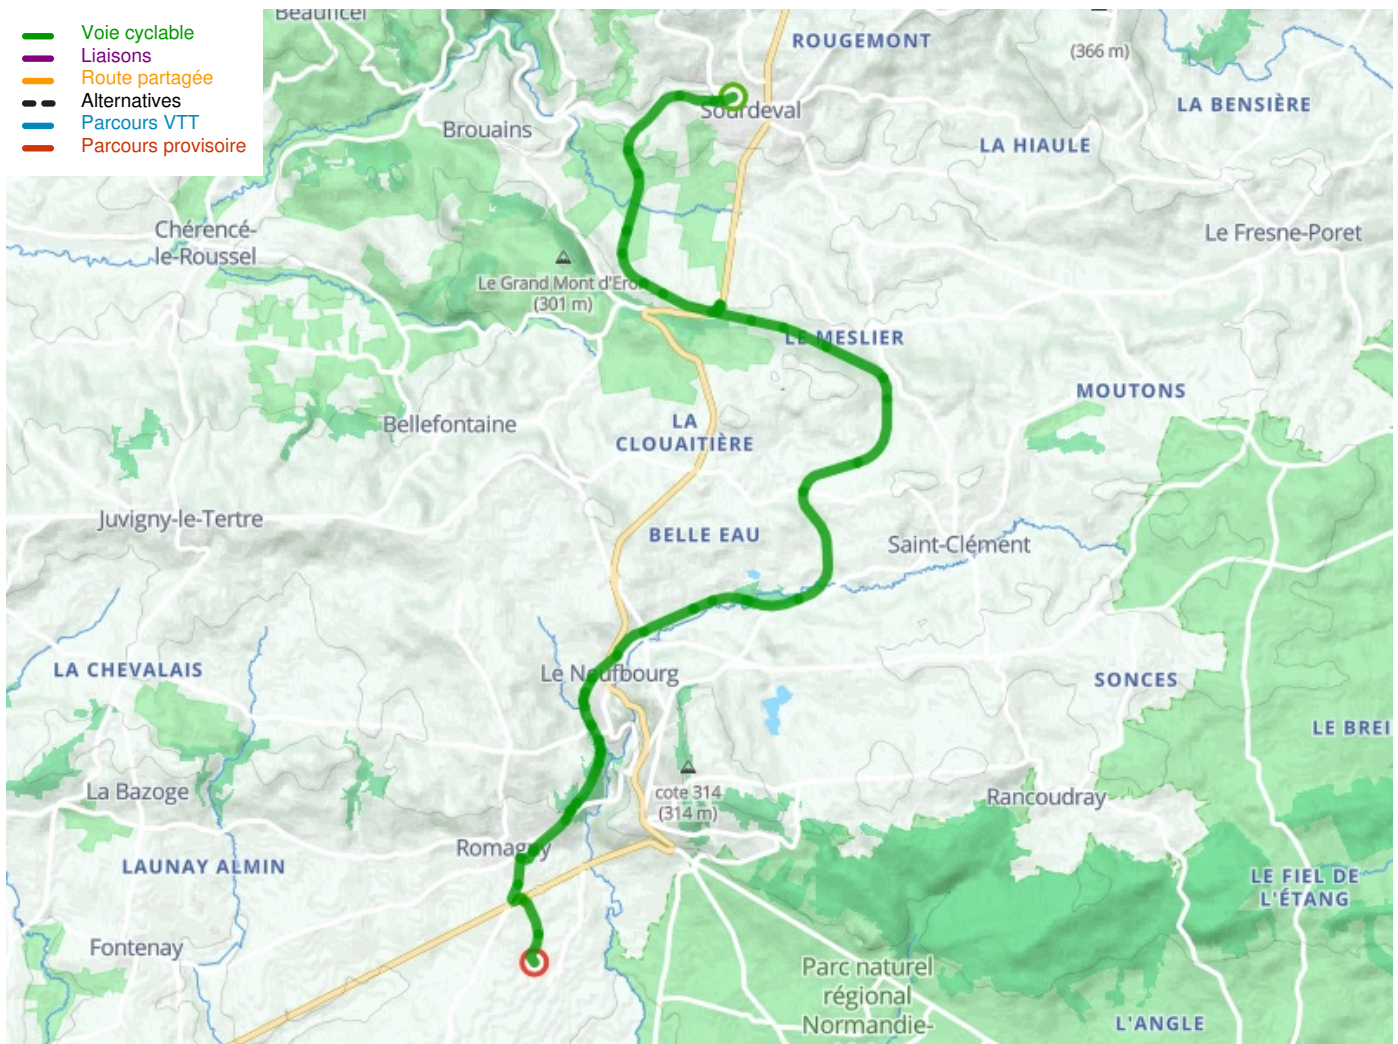 Beauficel
Voie cyclable
Liaisons
Route partagée
Alternatives
Parcours VTT
Parcours provisoire
ROUGEMONT
(366 m)
LA BENSIÈRE
Sourdeval
Brouains
LA HIAULE
Chérencé-
le-Roussel
Le Fresne-Poret
Le Grand Mont d'Ero
(301 m)
LE MESLIER
MOUTONS
Bellefontaine
LA
CLOUAITIÈRE
Juvigny-le-Tertre
BELLE EAU
Saint-Clément
LA CHEVALAIS
Le Neufbourg
SONCES
LE BREI
La Bazoge
cote 314
(314 m)
Rancoudray
Romagny
LAUNAY ALMIN
LE FIEL DE
L'ÉTANG
Fontenay
Parc naturel
régional
Normandie-
L'ANGLE